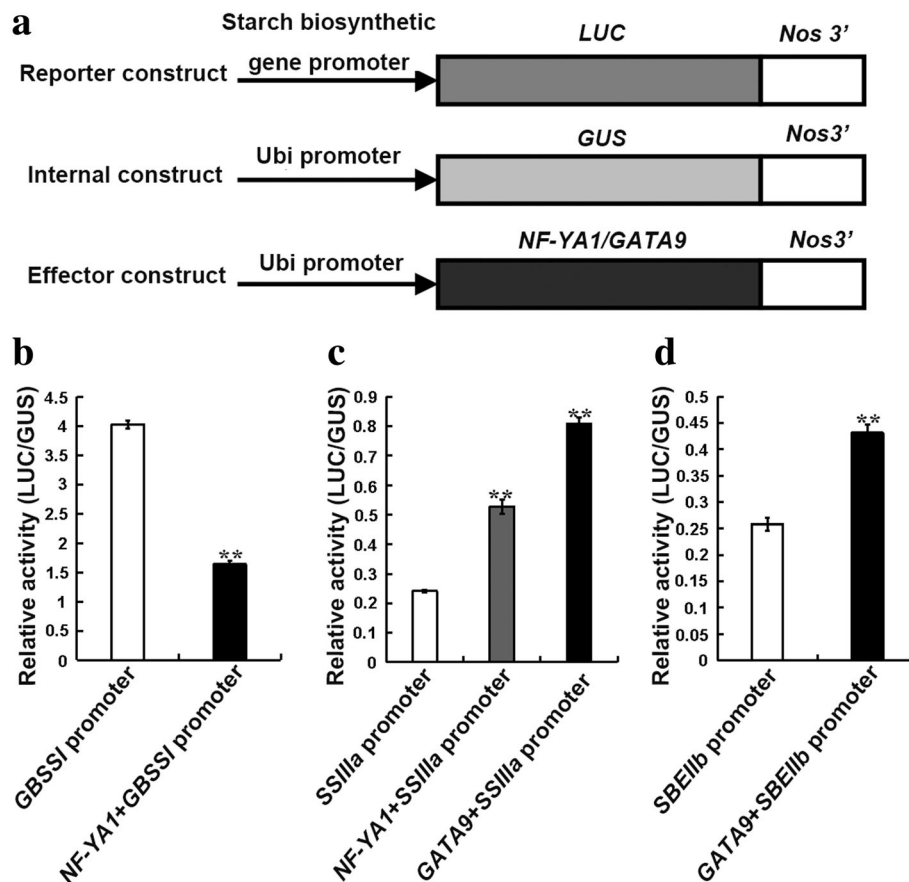 a
Starch biosynthetic
gene promoter
LUC
Nos 3’
Reporter construct
Ubi promoter
GUS
Nos3’
Internal construct
Ubi promoter
NF-YA1/GATA9
Nos3’
Effector construct
b
Relative activity (LUC/GUS)
4.5
4
3.5
3
2.5
2
1.5
1
0.5
0
**
GBSSI promoter
NF-YA1+GBSSI promoter
c
Relative activity (LUC/GUS)
0.9
0.8
0.7
0.6
0.5
0.4
0.3
0.2
0.1
0
**
**
SSIIIa promoter
NF-YA1+SSIIIa promoter
GATA9+SSIIIa promoter
d
Relative activity (LUC/GUS)
0.5
0.45
0.4
0.35
0.3
0.25
0.2
0.15
0.1
0.05
0
**
SBEIIb promoter
GATA9+SBEIIb promoter